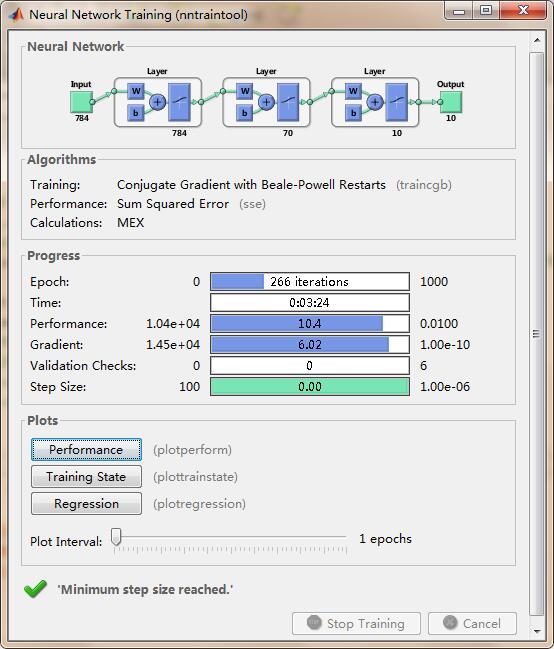 Neural Network Training (nntraintool)
Neural Network
Layer Layer Layer
Input Output
W W W
b b b
+ + +
784 10
784 70 10
Algorithms
Training: Conjugate Gradient with Beale-Powell Restarts (traincgb)
Performance: Sum Squared Error (sse)
Calculations: MEX
Progress
Epoch: 0 266 iterations 1000
Time: 0:03:24
Performance: 1.04e+04 10.4 0.0100
Gradient: 1.45e+04 6.02 1.00e-10
Validation Checks: 0 0 6
Step Size: 100 0.00 1.00e-06
Plots
Performance (plotperform)
Training State (plottrainstate)
Regression (plotregression)
Plot Interval: 1 epochs
'Minimum step size reached.'
Stop Training Cancel